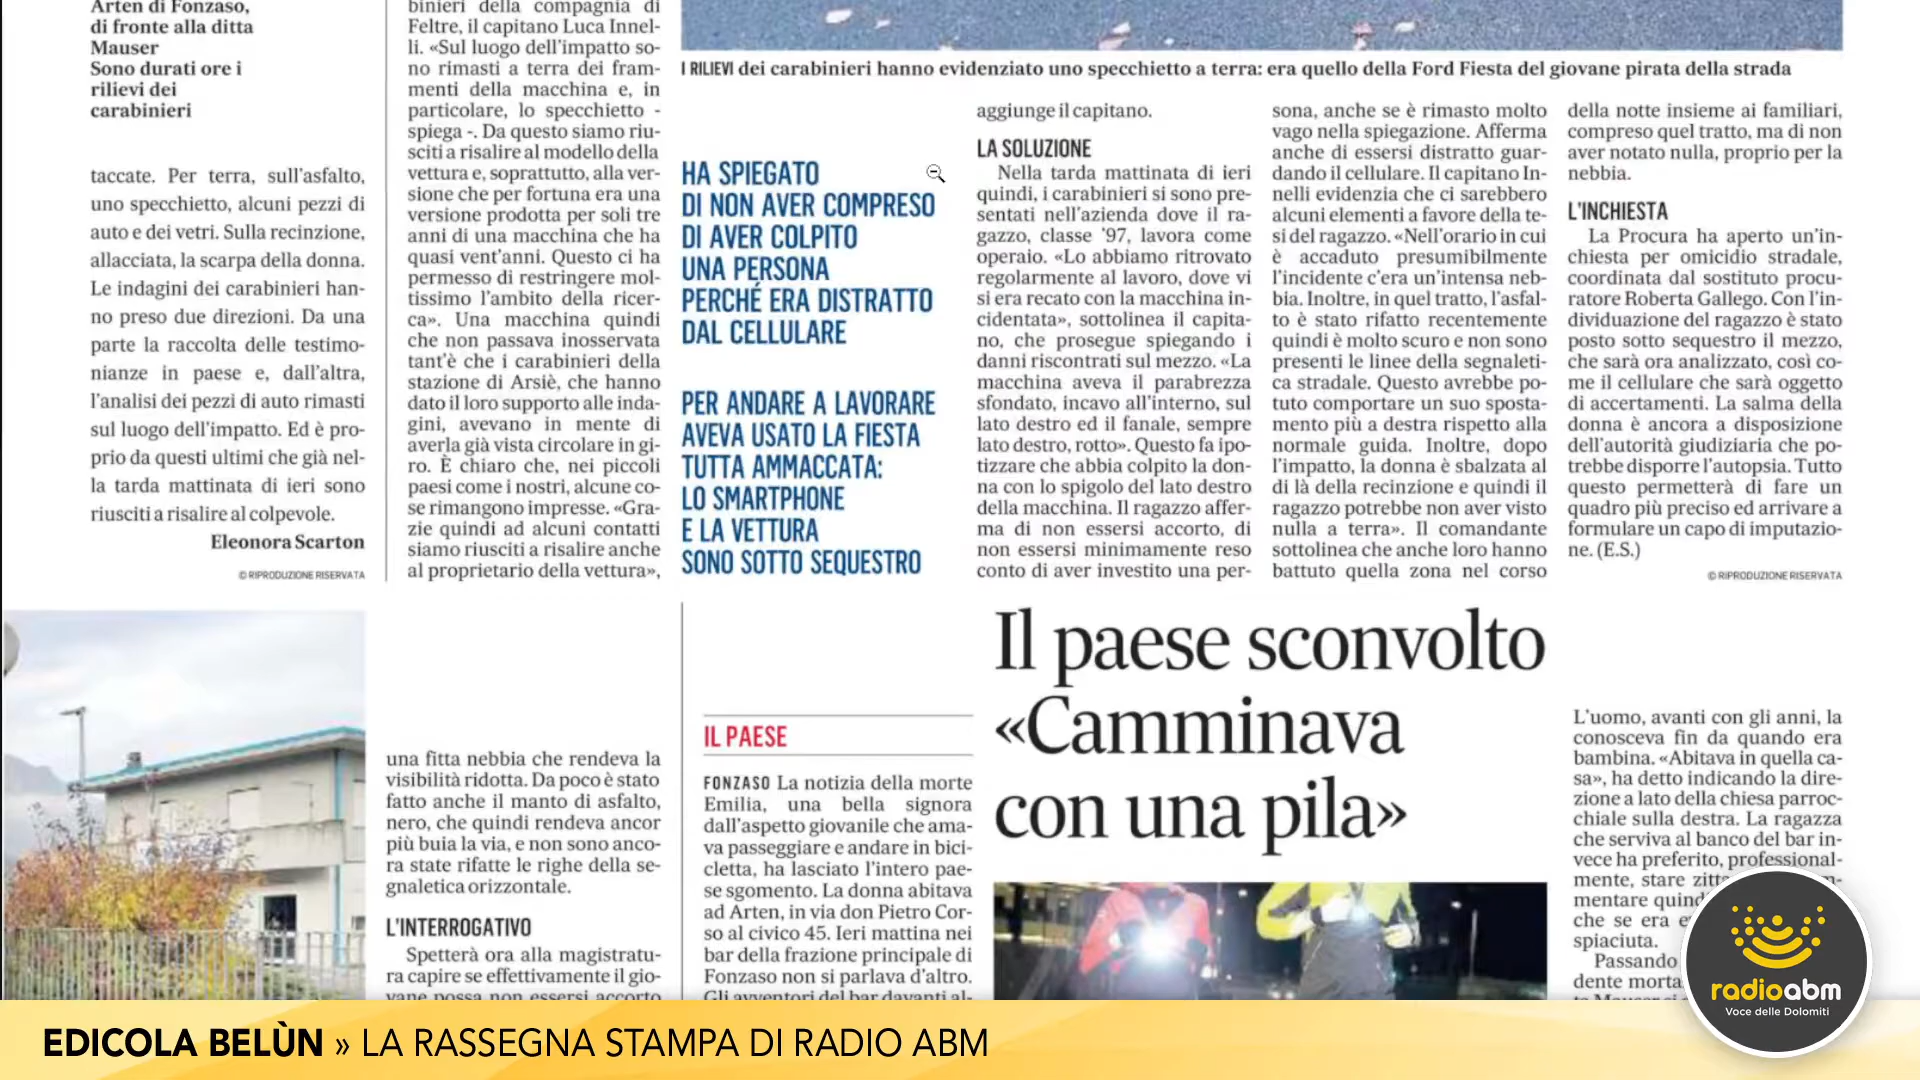 Arten di Fonzaso,
di fronte alla ditta
Mauser
Sono durati ore i
rilievi dei
carabinieri
taccate. Per terra, sull'asfalto,
uno specchietto, alcuni pezzi di
auto e dei vetri. Sulla recinzione,
allacciata, la scarpa della donna.
Le indagini dei carabinieri han-
no preso due direzioni. Da una
parte la raccolta delle testimo-
nianze in paese e, dall'altra,
l'analisi dei pezzi di auto rimasti
sul luogo dell'impatto. Ed è pro-
prio da questi ultimi che già nel-
la tarda mattinata di ieri sono
riusciti a risalire al colpevole.
Eleonora Scarton
© RIPRODUZIONE RISERVATA
binieri della compagnia di
Feltre, il capitano Luca Innel-
li. «Sul luogo dell'impatto so-
no rimasti a terra dei fram-
menti della macchina e, in
particolare, lo specchietto -
spiega -. Da questo siamo riu-
sciti a risalire al modello della
vettura e, soprattutto, alla ver-
sione che per fortuna era una
versione prodotta per soli tre
anni di una macchina che ha
quasi vent'anni. Questo ci ha
permesso di restringere mol-
tissimo l'ambito della ricer-
ca». Una macchina quindi
che non passava inosservata
tant'è che i carabinieri della
stazione di Arsiè, che hanno
dato il loro supporto alle inda-
gini, avevano in mente di
averla già vista circolare in gi-
ro. È chiaro che, nei piccoli
paesi come i nostri, alcune co-
se rimangono impresse. «Gra-
zie quindi ad alcuni contatti
siamo riusciti a risalire anche
al proprietario della vettura»,
I RILIEVI dei carabinieri hanno evidenziato uno specchietto a terra: era quello della Ford Fiesta del giovane pirata della strada
HA SPIEGATO
DI NON AVER COMPRESO
DI AVER COLPITO
UNA PERSONA
PERCHÉ ERA DISTRATTO
DAL CELLULARE
PER ANDARE A LAVORARE
AVEVA USATO LA FIESTA
TUTTA AMMACCATA:
LO SMARTPHONE
E LA VETTURA
SONO SOTTO SEQUESTRO
aggiunge il capitano.
LA SOLUZIONE
Nella tarda mattinata di ieri
quindi, i carabinieri si sono pre-
sentati nell'azienda dove il ra-
gazzo, classe '97, lavora come
operaio. «Lo abbiamo ritrovato
regolarmente al lavoro, dove vi
si era recato con la macchina in-
cidentata», sottolinea il capita-
no, che prosegue spiegando i
danni riscontrati sul mezzo. «La
macchina aveva il parabrezza
sfondato, incavo all'interno, sul
lato destro ed il fanale, sempre
lato destro, rotto». Questo fa ipo-
tizzare che abbia colpito la don-
na con lo spigolo del lato destro
della macchina. Il ragazzo affer-
ma di non essersi accorto, di
non essersi minimamente reso
conto di aver investito una per-
sona, anche se è rimasto molto
vago nella spiegazione. Afferma
anche di essersi distratto guar-
dando il cellulare. Il capitano In-
nelli evidenzia che ci sarebbero
alcuni elementi a favore della te-
si del ragazzo. «Nell'orario in cui
è accaduto presumibilmente
l'incidente c'era un'intensa neb-
bia. Inoltre, in quel tratto, l'asfal-
to è stato rifatto recentemente
quindi è molto scuro e non sono
presenti le linee della segnaleti-
ca stradale. Questo avrebbe po-
tuto comportare un suo sposta-
mento più a destra rispetto alla
normale guida. Inoltre, dopo
l'impatto, la donna è sbalzata al
di là della recinzione e quindi il
ragazzo potrebbe non aver visto
nulla a terra». Il comandante
sottolinea che anche loro hanno
battuto quella zona nel corso
della notte insieme ai familiari,
compreso quel tratto, ma di non
aver notato nulla, proprio per la
nebbia.
L'INCHIESTA
La Procura ha aperto un'in-
chiesta per omicidio stradale,
coordinata dal sostituto procu-
ratore Roberta Gallego. Con l'in-
dividuazione del ragazzo è stato
posto sotto sequestro il mezzo,
che sarà ora analizzato, così co-
me il cellulare che sarà oggetto
di accertamenti. La salma della
donna è ancora a disposizione
dell'autorità giudiziaria che po-
trebbe disporre l'autopsia. Tutto
questo permetterà di fare un
quadro più preciso ed arrivare a
formulare un capo di imputazio-
ne. (E.S.)
© RIPRODUZIONE RISERVATA
una fitta nebbia che rendeva la
visibilità ridotta. Da poco è stato
fatto anche il manto di asfalto,
nero, che quindi rendeva ancor
più buia la via, e non sono anco-
ra state rifatte le righe della se-
gnaletica orizzontale.
L'INTERROGATIVO
Spetterà ora alla magistratu-
ra capire se effettivamente il gio-
vane possa non essersi accorto
IL PAESE
FONZASO La notizia della morte
Emilia, una bella signora
dall'aspetto giovanile che ama-
va passeggiare e andare in bici-
cletta, ha lasciato l'intero pae-
se sgomento. La donna abitava
ad Arten, in via don Pietro Cor-
so al civico 45. Ieri mattina nei
bar della frazione principale di
Fonzaso non si parlava d'altro.
Gli avventori del bar davanti al-
Il paese sconvolto
«Camminava
con una pila»
L'uomo, avanti con gli anni, la
conosceva fin da quando era
bambina. «Abitava in quella ca-
sa», ha detto indicando la dire-
zione a lato della chiesa parroc-
chiale sulla destra. La ragazza
che serviva al banco del bar in-
vece ha preferito, professional-
mente, stare
mentare
che se era
spiaciuta.
Passando
dente
radioabm
Voce delle Dolomiti
EDICOLA BELÙN » LA RASSEGNA STAMPA DI RADIO ABM